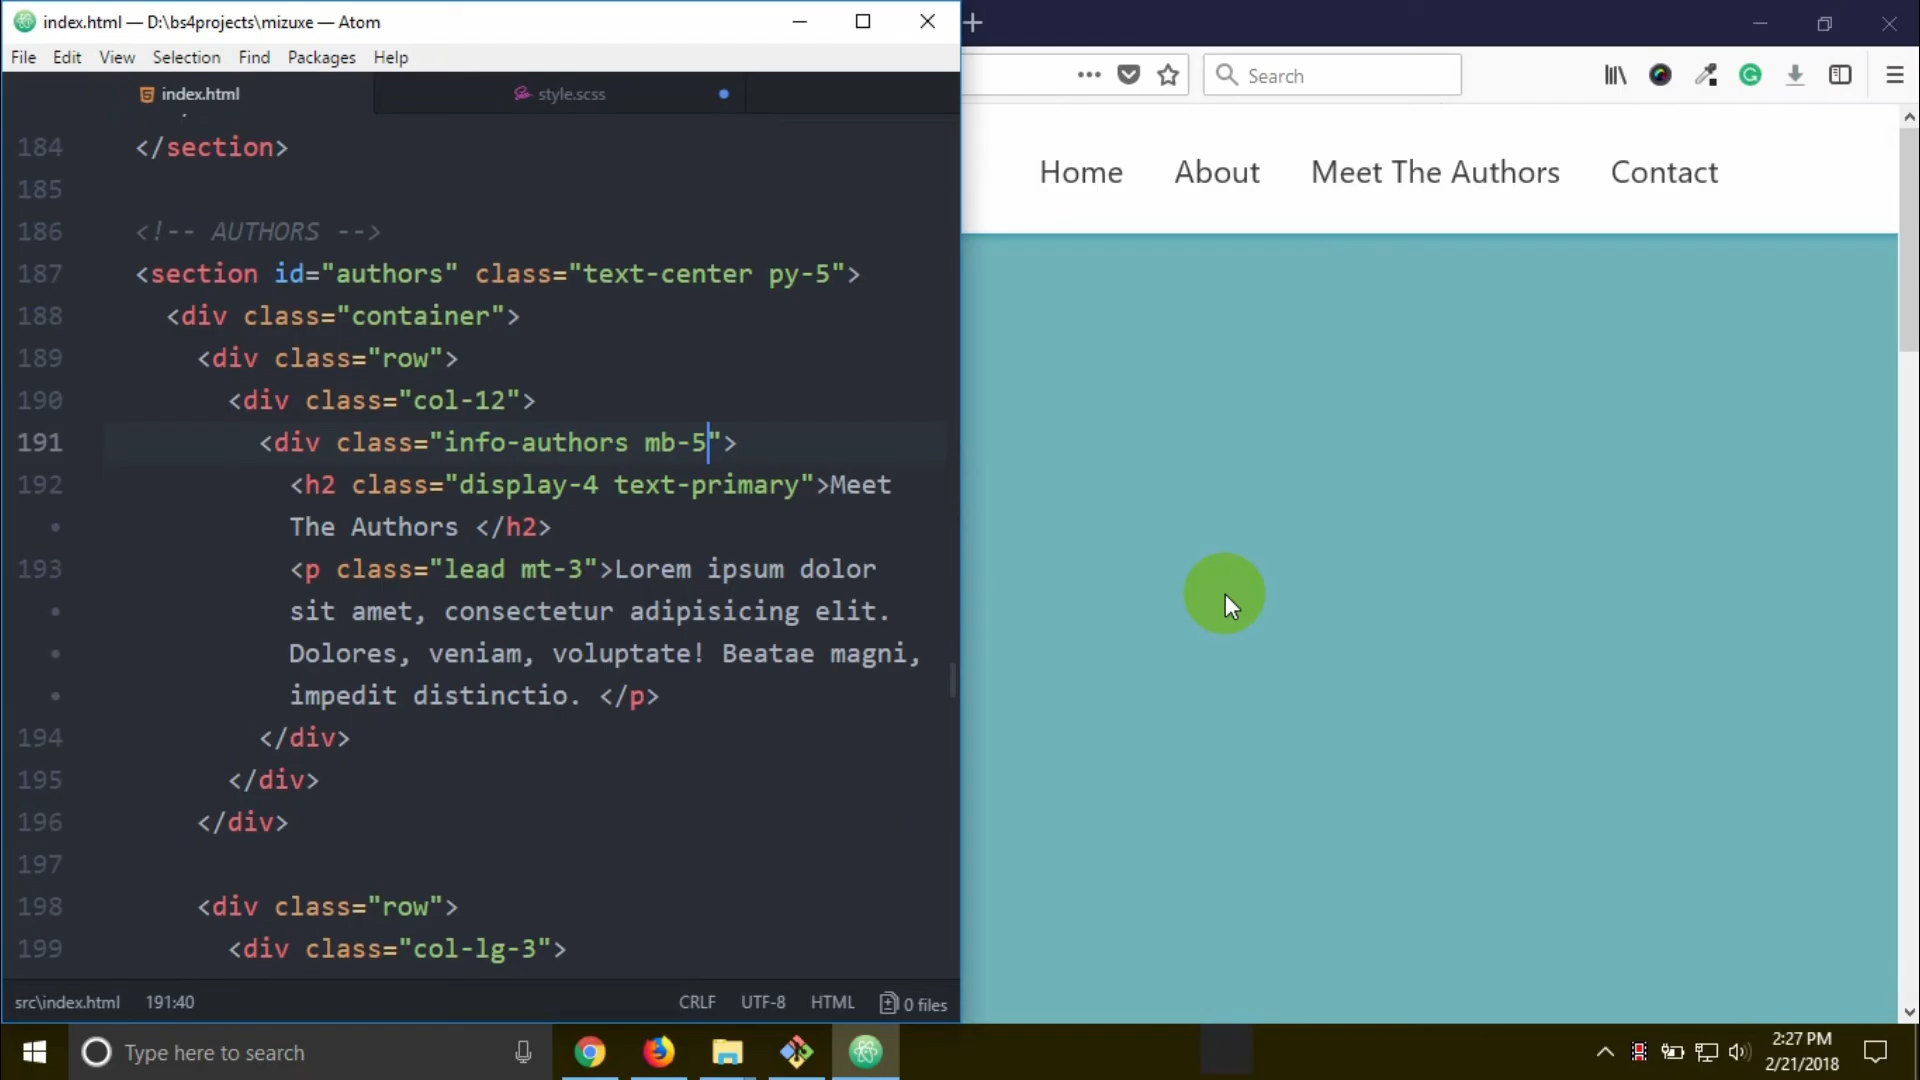 index.html — D:\bs4projects\mizuxe — Atom
File Edit View Selection Find Packages Help
Search
index.html
style.scss
Home About Meet The Authors Contact
184 </section>
185
186 <!-- AUTHORS -->
187 <section id="authors" class="text-center py-5">
188 <div class="container">
189 <div class="row">
190 <div class="col-12">
191 <div class="info-authors mb-5">
192 <h2 class="display-4 text-primary">Meet
The Authors </h2>
193 <p class="lead mt-3">Lorem ipsum dolor
sit amet, consectetur adipisicing elit.
Dolores, veniam, voluptate! Beatae magni,
impedit distinctio. </p>
194 </div>
195 </div>
196 </div>
197
198 <div class="row">
199 <div class="col-lg-3">
src\index.html 191:40 CRLF UTF-8 HTML 0 files
Type here to search
2:27 PM
2/21/2018